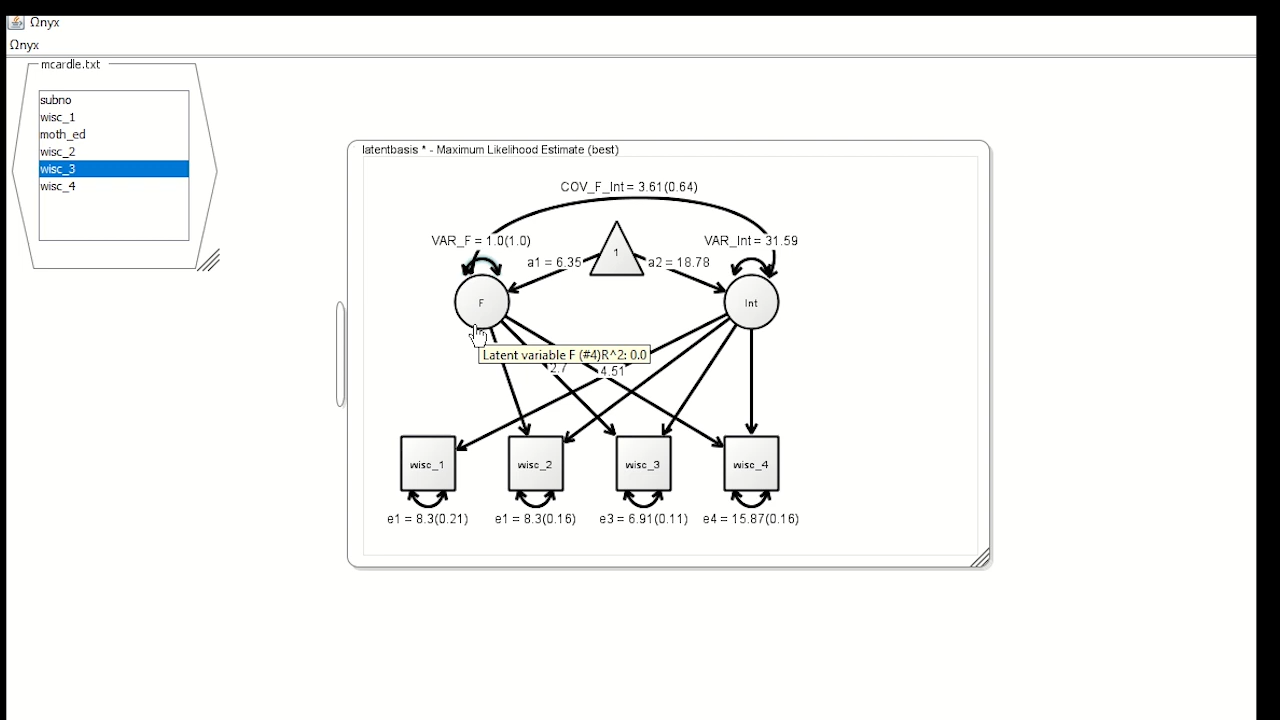 Ωnyx
Ωnyx
mcardle.txt
subno
wisc_1
moth_ed
wisc_2
wisc_3
wisc_4
latentbasis * - Maximum Likelihood Estimate (best)
COV_F_Int = 3.61(0.64)
VAR_F = 1.0(1.0)
VAR_Int = 31.59
1
a1 = 6.35
a2 = 18.78
F
Int
Latent variable F (#4)R^2: 0.0
2.7
4.51
wisc_1
wisc_2
wisc_3
wisc_4
e1 = 8.3(0.21)
e1 = 8.3(0.16)
e3 = 6.91(0.11)
e4 = 15.87(0.16)